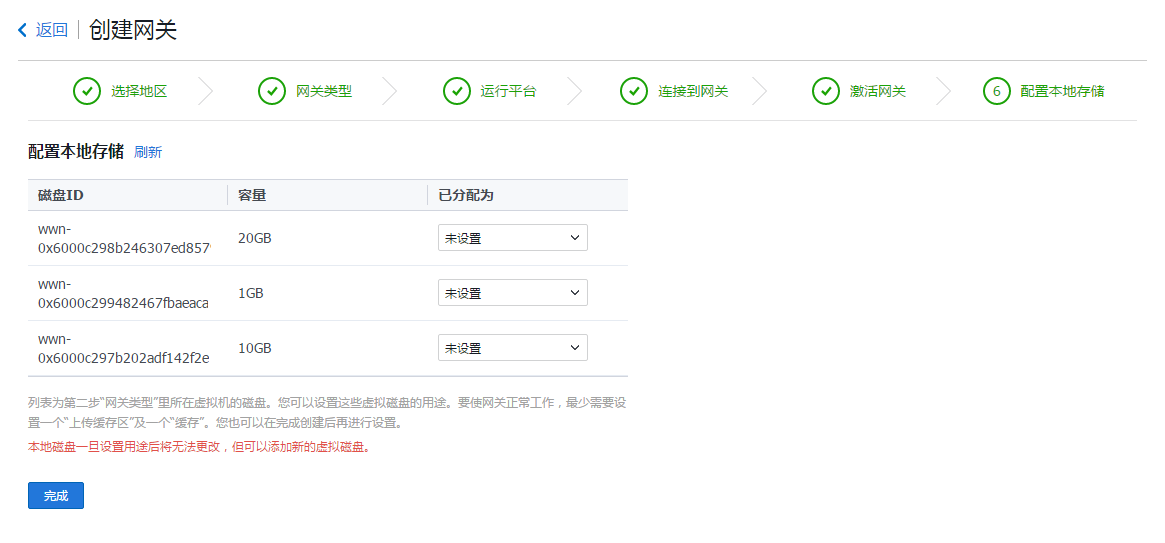 返回 创建网关
选择地区 网关类型 运行平台 连接到网关 激活网关 6 配置本地存储
配置本地存储 刷新
磁盘ID 容量 已分配为
wwn-
0x6000c298b246307ed857 20GB 未设置
wwn-
0x6000c299482467fbaeaca 1GB 未设置
wwn-
0x6000c297b202adf142f2e 10GB 未设置
列表为第二步“网关类型”里所在虚拟机的磁盘。您可以设置这些虚拟磁盘的用途。要使网关正常工作，最少需要设
置一个“上传缓存区”及一个“缓存”。您也可以在完成创建后再进行设置。
本地磁盘一旦设置用途后将无法更改，但可以添加新的虚拟磁盘。
完成